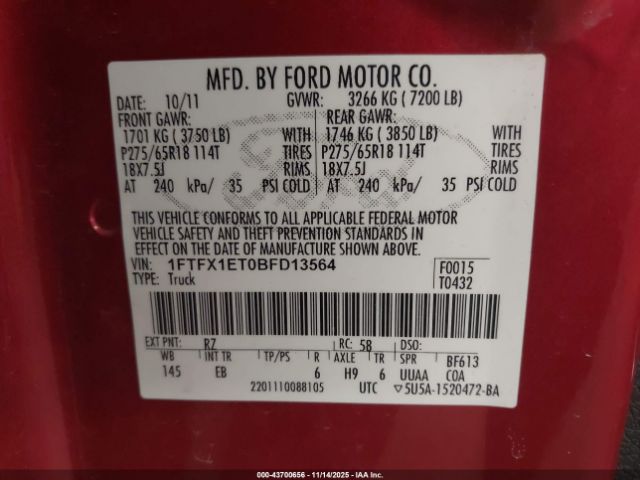 MFD. BY FORD MOTOR CO.
DATE: 10/11 GVWR: 3266 KG ( 7200 LB)
FRONT GAWR: REAR GAWR:
1701 KG ( 3750 LB) WITH 1746 KG ( 3850 LB) WITH
P275/65R18 114T TIRES P275/65R18 114T TIRES
18X7.5J RIMS 18X7.5J RIMS
AT 240 kPa/ 35 PSI COLD AT 240 kPa/ 35 PSI COLD
THIS VEHICLE CONFORMS TO ALL APPLICABLE FEDERAL MOTOR
VEHICLE SAFETY AND THEFT PREVENTION STANDARDS IN
EFFECT ON THE DATE OF MANUFACTURE SHOWN ABOVE.
VIN: 1FTFX1ET0BFD13564 F0015
TYPE: Truck T0432
EXT PNT: RZ RC: 58 DSO:
WB INT TR TP/PS R AXLE TR SPR BF613
145 EB 6 H9 6 UUAA COA
2201110088105 UTC ▽5U5A-1520472-BA
000-43700656 - 11/14/2025 - IAA Inc.